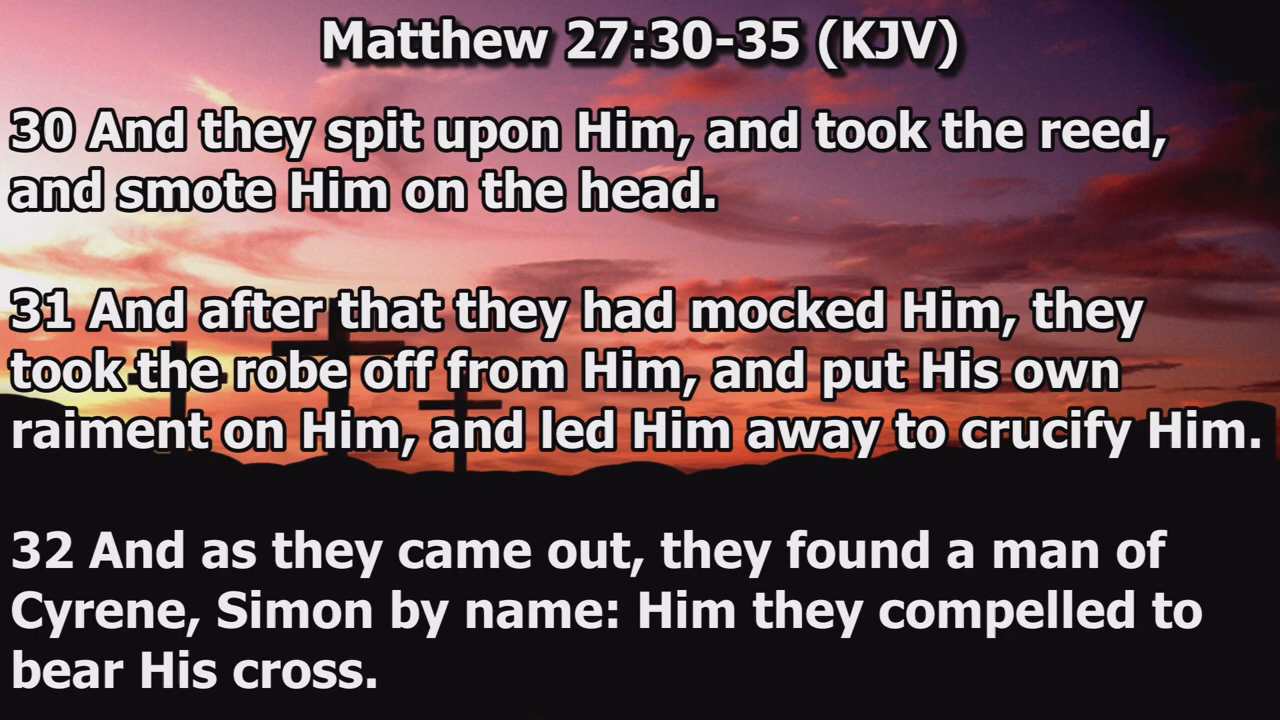 Matthew 27:30-35 (KJV)
30 And they spit upon Him, and took the reed,
and smote Him on the head.
31 And after that they had mocked Him, they
took the robe off from Him, and put His own
raiment on Him, and led Him away to crucify Him.
32 And as they came out, they found a man of
Cyrene, Simon by name: Him they compelled to
bear His cross.